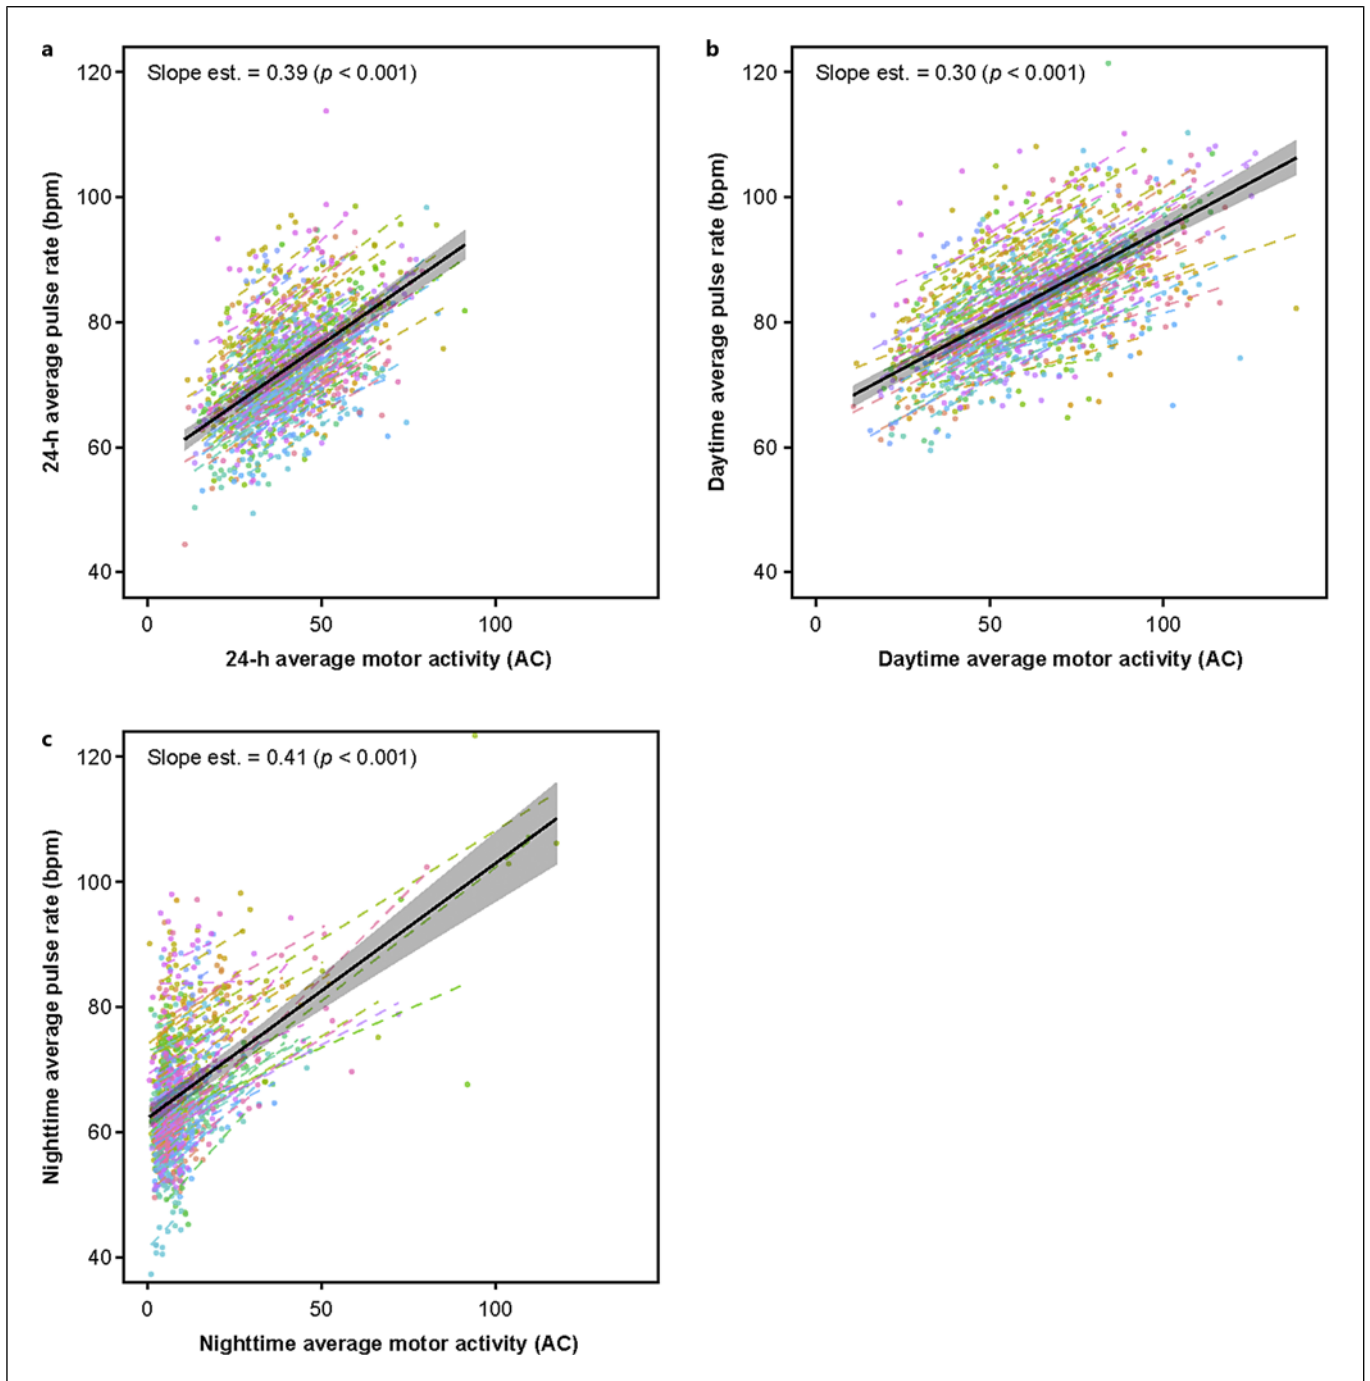 a
Slope est. = 0.39 (p < 0.001)
120
100
80
60
40
24-h average pulse rate (bpm)
0 50 100
24-h average motor activity (AC)
b
Slope est. = 0.30 (p < 0.001)
120
100
80
60
40
Daytime average pulse rate (bpm)
0 50 100
Daytime average motor activity (AC)
c
Slope est. = 0.41 (p < 0.001)
120
100
80
60
40
Nighttime average pulse rate (bpm)
0 50 100
Nighttime average motor activity (AC)